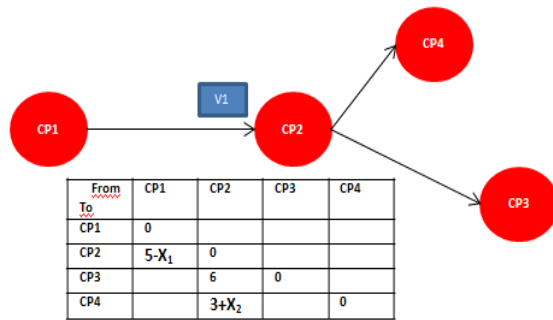 CP4
V1
CP1
CP2
CP3
From CP1 CP2 CP3 CP4
To
CP1 0
CP2 5-X₁ 0
CP3 6 0
CP4 3+X₂ 0